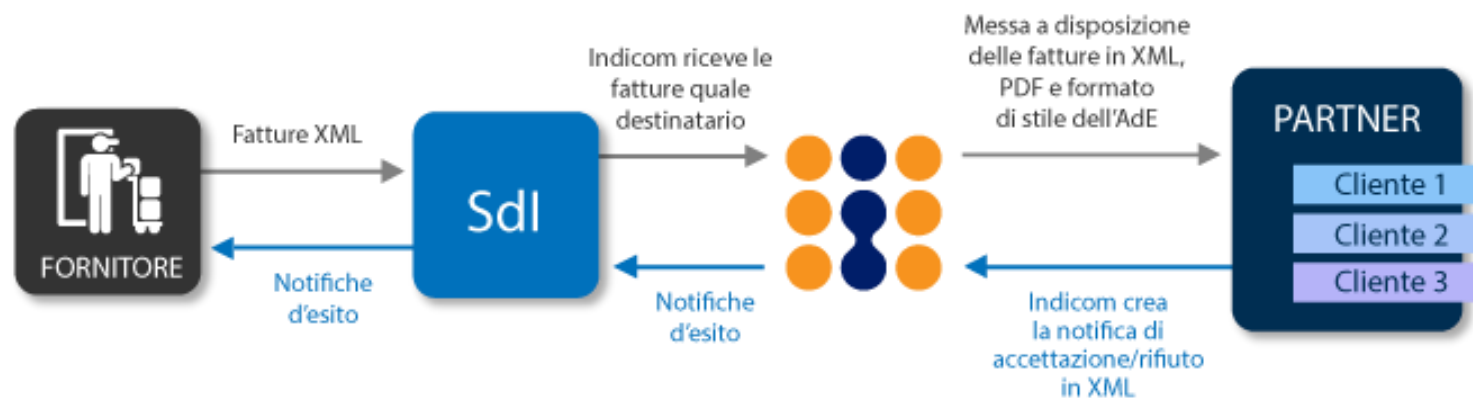 FORNITORE
Fatture XML
Notifiche
d'esito
SdI
Indicom riceve le
fatture quale
destinatario
Notifiche
d'esito
Messa a disposizione
delle fatture in XML,
PDF e formato
di stile dell'AdE
Indicom crea
la notifica di
accettazione/rifiuto
in XML
PARTNER
Cliente 1
Cliente 2
Cliente 3